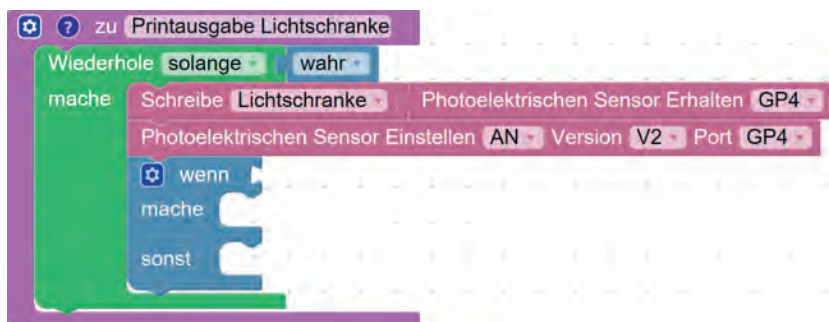 ? zu Printausgabe Lichtschranke
Wiederhole solange wahr
mache Schreibe Lichtschranke Photoelektrischen Sensor Erhalten GP4
Photoelektrischen Sensor Einstellen AN Version V2 Port GP4
wenn
mache
sonst